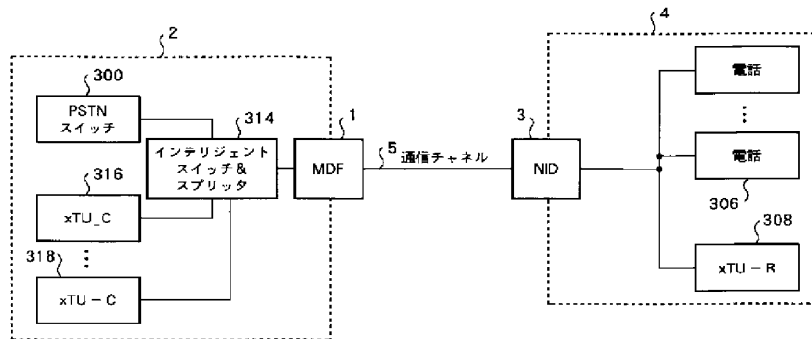 2
300
PSTN
スイッチ
314
インテリジェント
スイッチ&
スプリッタ
316
xTU_C
318
xTU-C
1
MDF
5 通信チャネル
3
NID
4
電話
電話
306
308
xTU-R